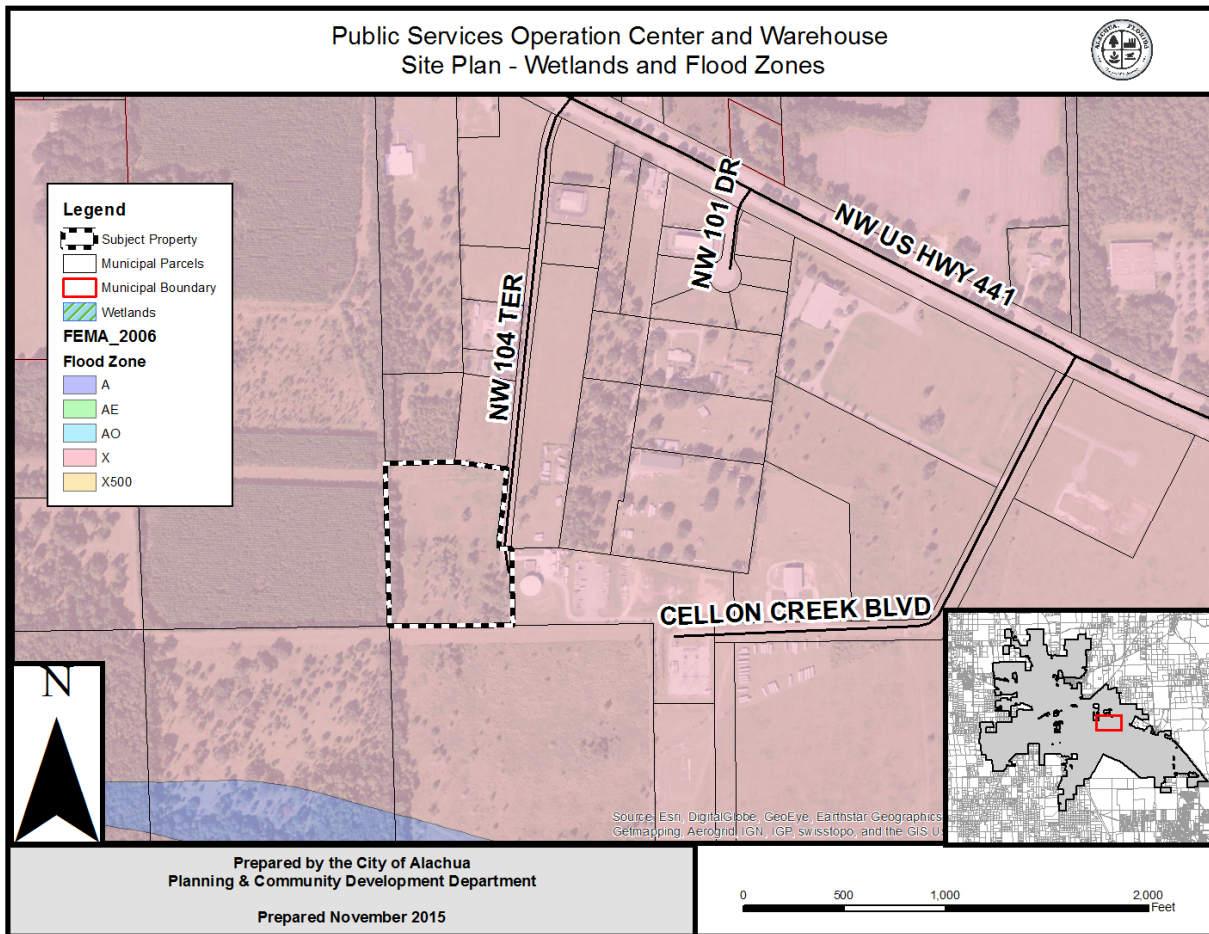 Public Services Operation Center and Warehouse
Site Plan - Wetlands and Flood Zones
ALACHUA, FLORIDA
Legend
Subject Property
Municipal Parcels
Municipal Boundary
Wetlands
FEMA_2006
Flood Zone
A
AE
AO
X
X500
NW 104 TER
NW 101 DR
NW US HWY 441
CELLON CREEK BLVD
N
Source: Esri, DigitalGlobe, GeoEye, Earthstar Geographics
Getmapping, Aerogrid, IGN, IGP, swisstopo, and the GIS U
Prepared by the City of Alachua
Planning & Community Development Department
Prepared November 2015
0 500 1,000 2,000
Feet